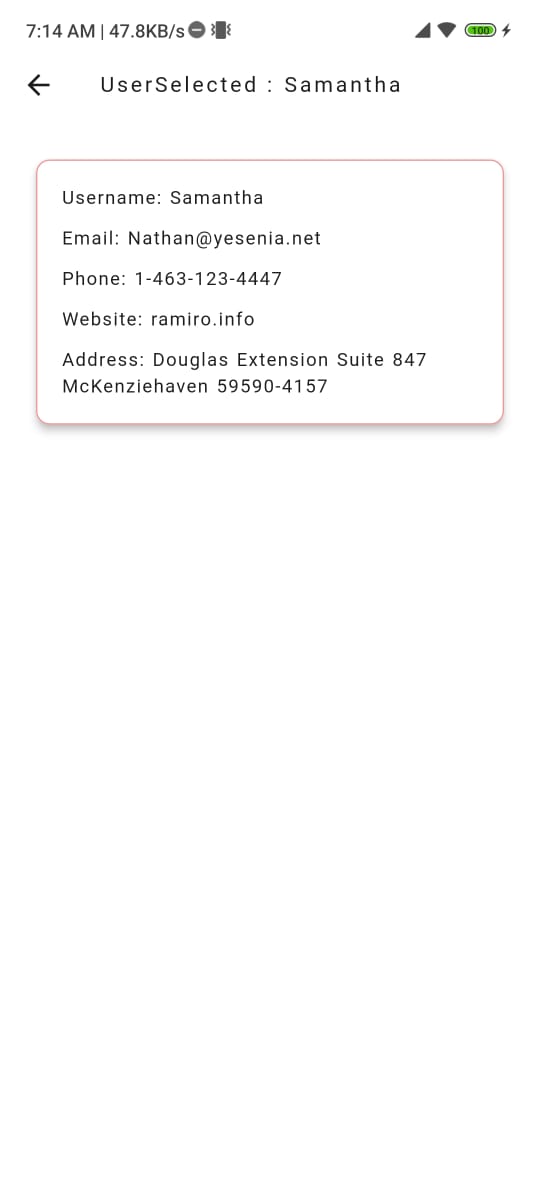 7:14 AM | 47.8KB/s
100
UserSelected : Samantha
Username: Samantha
Email: Nathan@yesenia.net
Phone: 1-463-123-4447
Website: ramiro.info
Address: Douglas Extension Suite 847
McKenziehaven 59590-4157